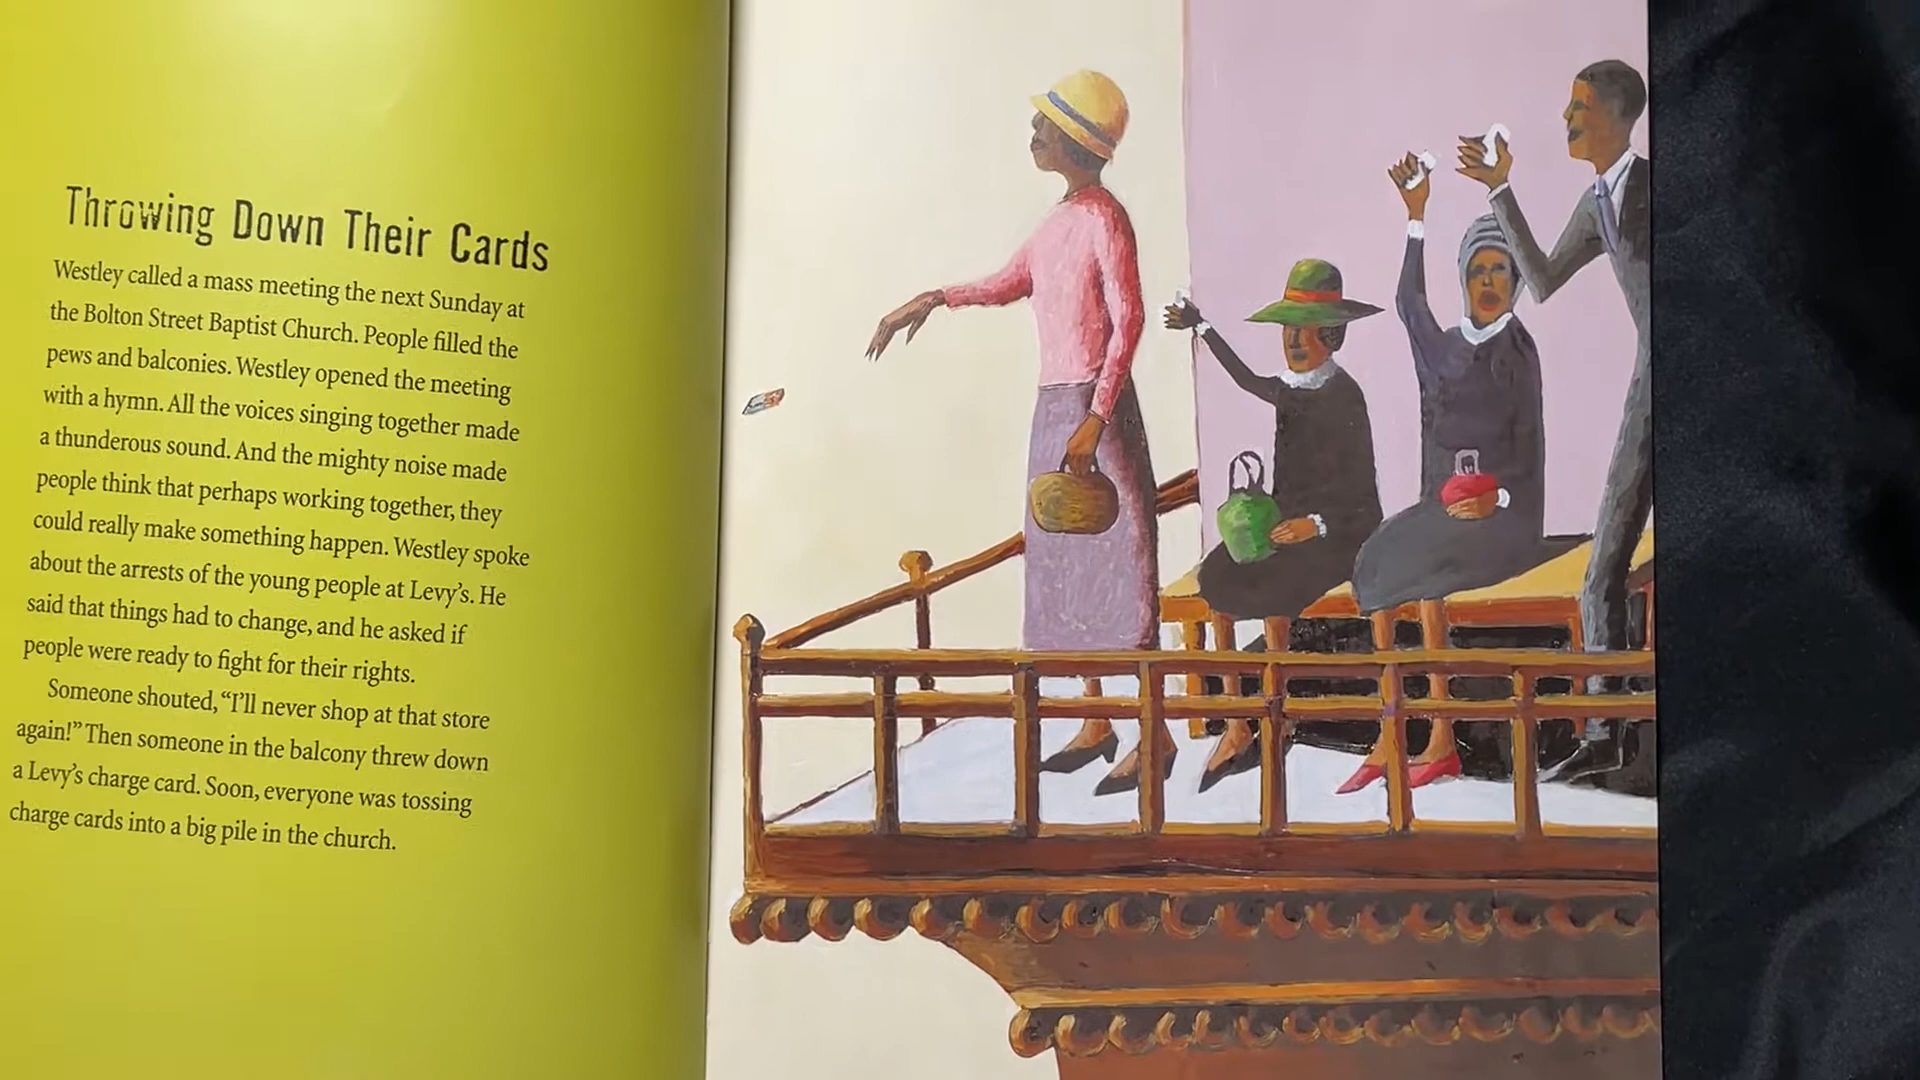 Throwing Down Their Cards
Westley called a mass meeting the next Sunday at
the Bolton Street Baptist Church. People filled the
pews and balconies. Westley opened the meeting
with a hymn. All the voices singing together made
a thunderous sound. And the mighty noise made
people think that perhaps working together, they
could really make something happen. Westley spoke
about the arrests of the young people at Levy's. He
said that things had to change, and he asked if
people were ready to fight for their rights.
Someone shouted, “I'll never shop at that store
again!” Then someone in the balcony threw down
a Levy's charge card. Soon, everyone was tossing
charge cards into a big pile in the church.